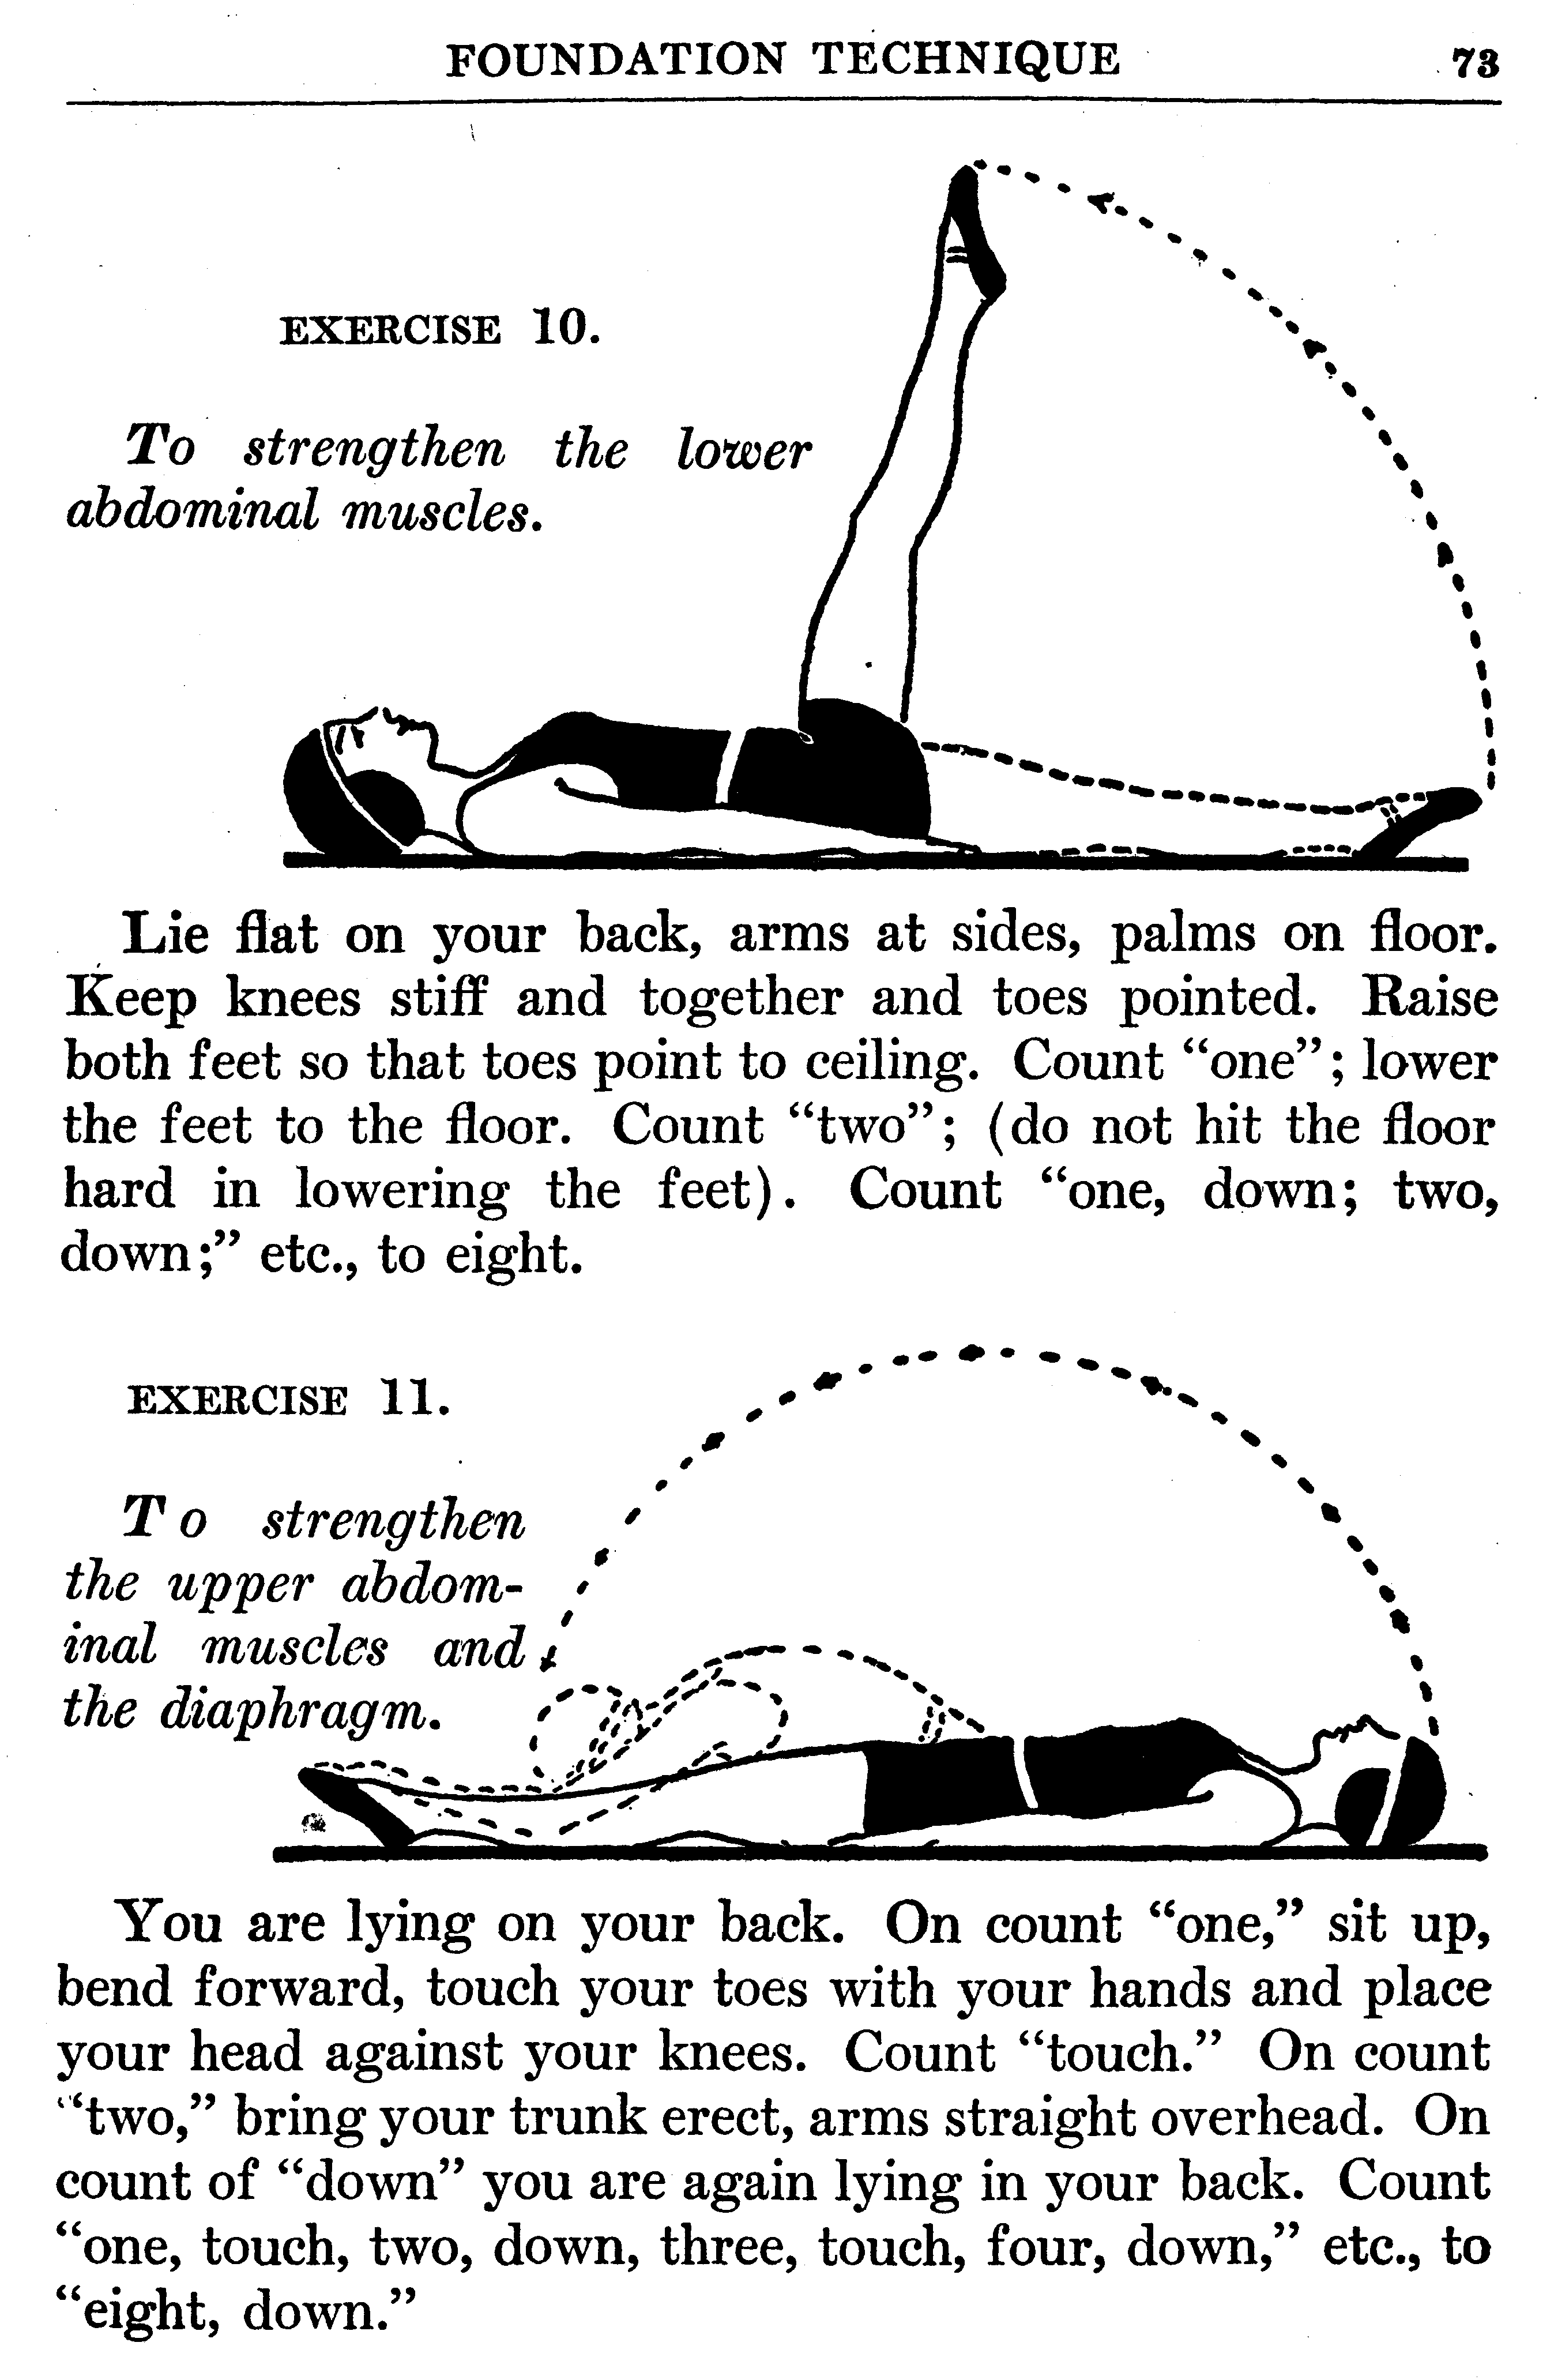 FOUNDATION TECHNIQUE 73
EXERCISE 10.
To strengthen the lower
abdominal muscles.
Lie flat on your back, arms at sides, palms on floor.
Keep knees stiff and together and toes pointed. Raise
both feet so that toes point to ceiling. Count “one”; lower
the feet to the floor. Count “two”; (do not hit the floor
hard in lowering the feet). Count “one, down; two,
down;” etc., to eight.
EXERCISE 11.
To strengthen
the upper abdom-
inal muscles and
the diaphragm.
You are lying on your back. On count “one,” sit up,
bend forward, touch your toes with your hands and place
your head against your knees. Count “touch.” On count
“two,” bring your trunk erect, arms straight overhead. On
count of “down” you are again lying in your back. Count
“one, touch, two, down, three, touch, four, down,” etc., to
“eight, down.”